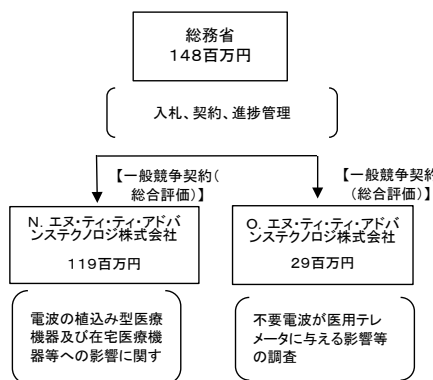 総務省
148百万円
入札、契約、進捗管理
【一般競争契約(
総合評価)】
【一般競争契約
(総合評価)】
N. エヌ・ティ・ティ・アドバ
ンステクノロジ株式会社
119百万円
O. エヌ・ティ・ティ・アドバ
ンステクノロジ株式会社
29百万円
電波の植込み型医療
機器及び在宅医療機
器等への影響に関す
不要電波が医用テレ
メータに与える影響等
の調査